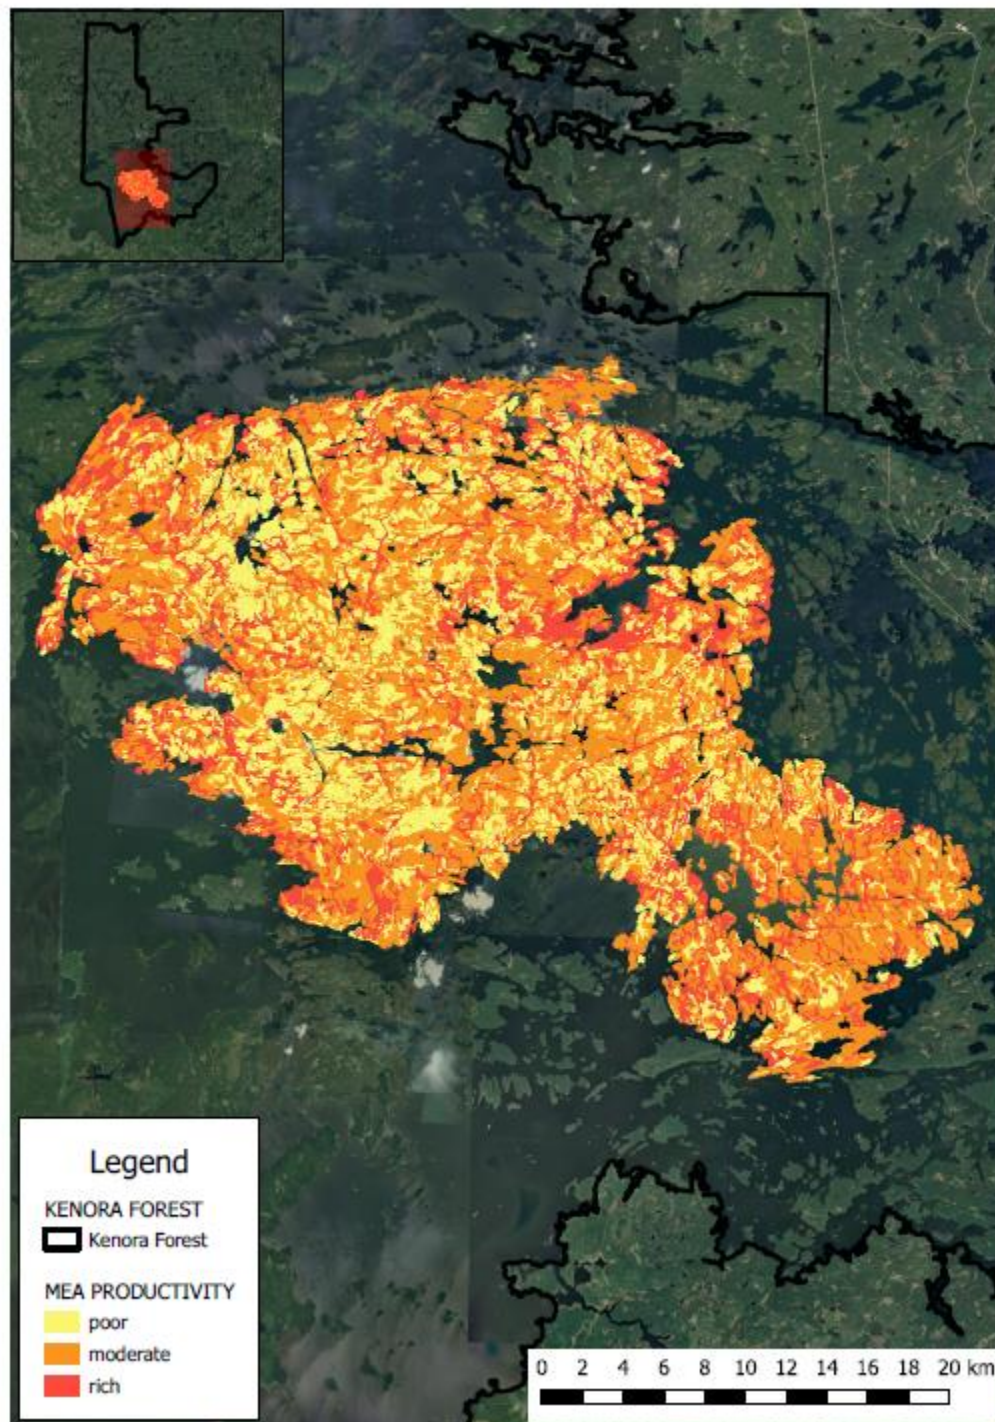 Legend
KENORA FOREST
Kenora Forest
MEA PRODUCTIVITY
poor
moderate
rich
0 2 4 6 8 10 12 14 16 18 20 km